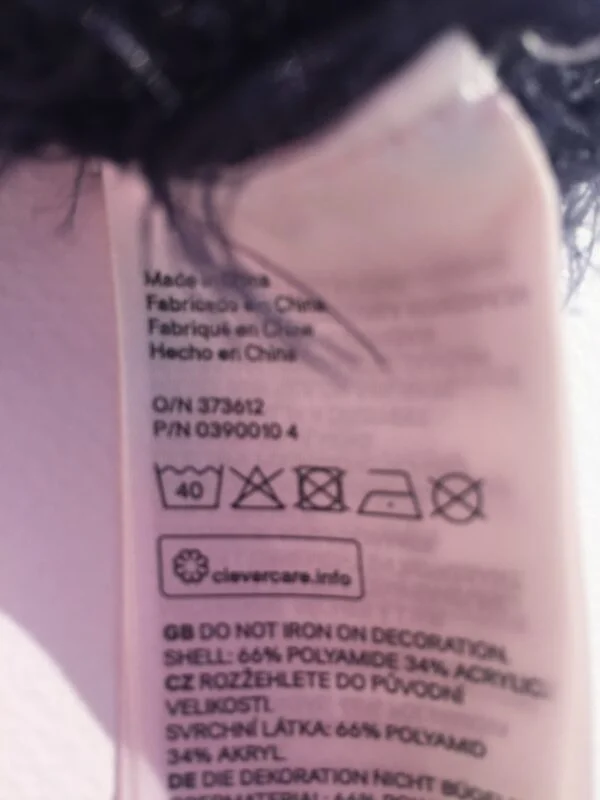 Made in China
Fabricado em China
Fabriqué en Chine
Hecho en China
O/N 373612
P/N 0390010 4
40
clevercare.info
GB DO NOT IRON ON DECORATION.
SHELL: 66% POLYAMIDE 34% ACRYLIC
CZ ROZŽEHLETE DO PŮVODNÍ
VELIKOSTI.
SVRCHNÍ LÁTKA: 66% POLYAMID
34% AKRYL
DE DIE DEKORATION NICHT
66%